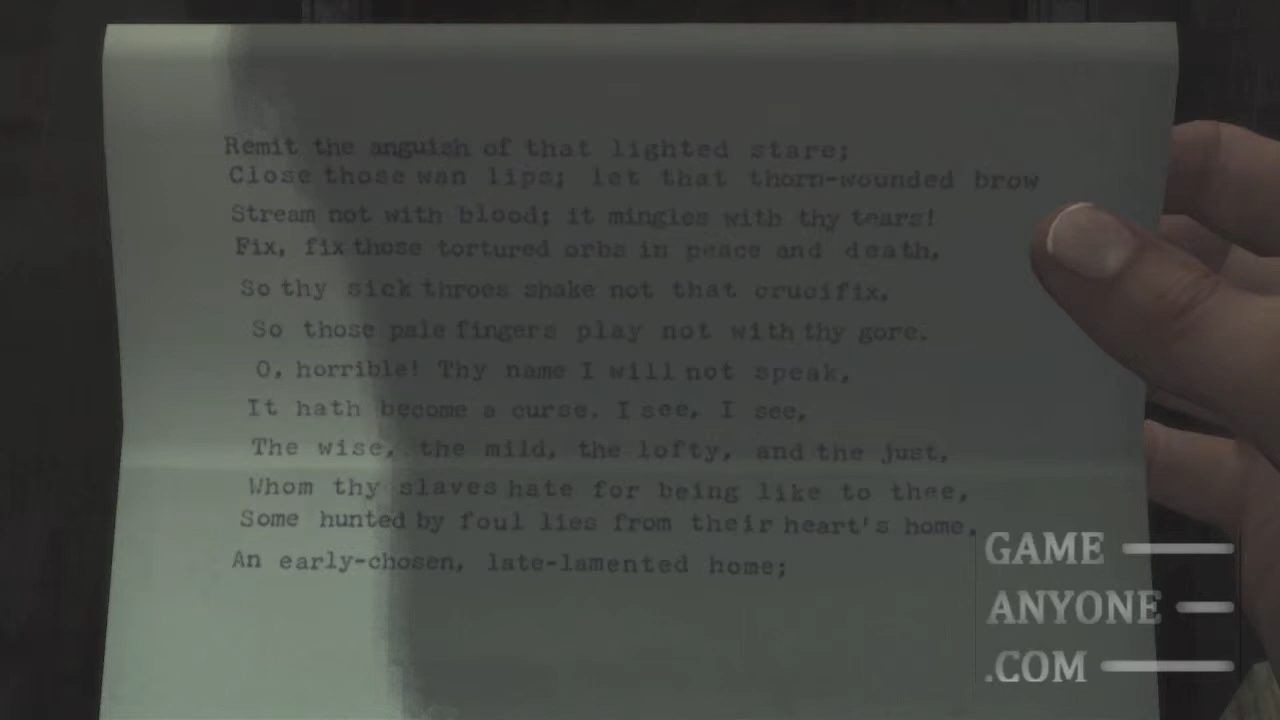 Remit the anguish of that lighted stare;
Close those wan lips; let that thorn-wounded brow
Stream not with blood; it mingles with thy tears!
Fix, fix those tortured orbs in peace and death,
So thy sick throes shake not that crucifix,
So those pale fingers play not with thy gore.
O, horrible! Thy name I will not speak,
It hath become a curse. I see, I see,
The wise, the mild, the lofty, and the just,
Whom thy slaves hate for being like to thee,
Some hunted by foul lies from their heart's home,
An early-chosen, late-lamented home;
GAME
ANYONE
.COM